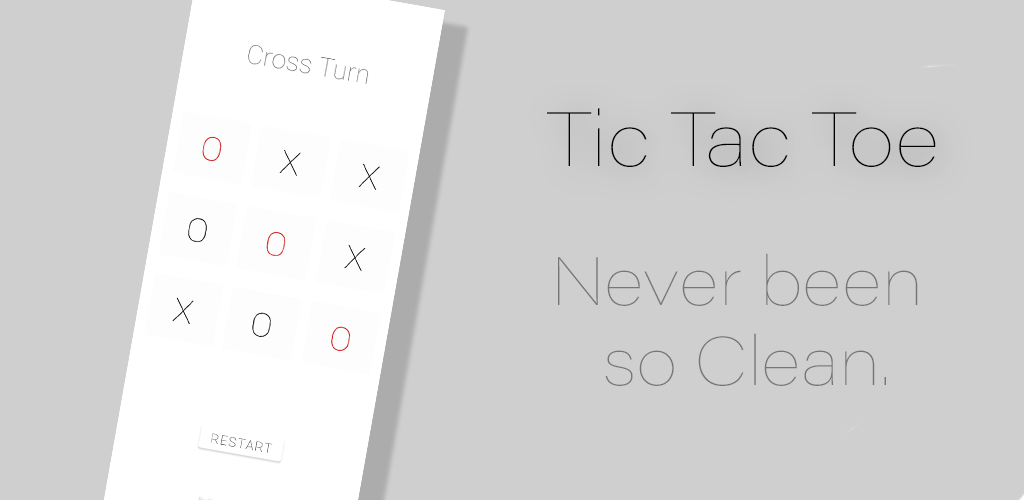 Cross Turn
O X X
O O X
X O O
RESTART
Tic Tac Toe
Never been
so Clean.